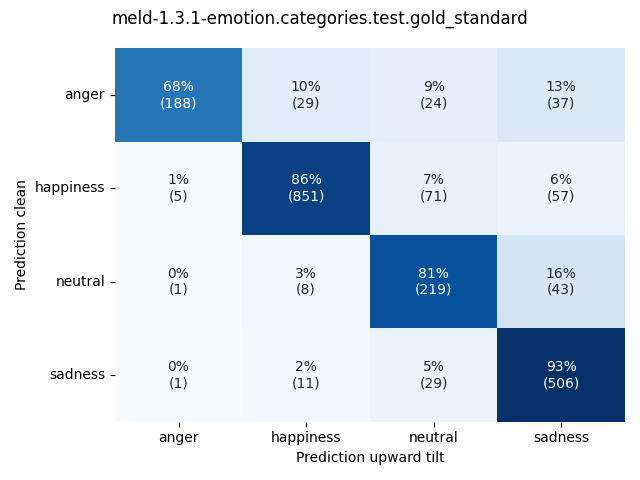 meld-1.3.1-emotion.categories.test.gold_standard
anger
68%
(188)
10%
(29)
9%
(24)
13%
(37)
happiness
1%
(5)
86%
(851)
7%
(71)
6%
(57)
neutral
0%
(1)
3%
(8)
81%
(219)
16%
(43)
sadness
0%
(1)
2%
(11)
5%
(29)
93%
(506)
Prediction clean
anger
happiness
neutral
sadness
Prediction upward tilt